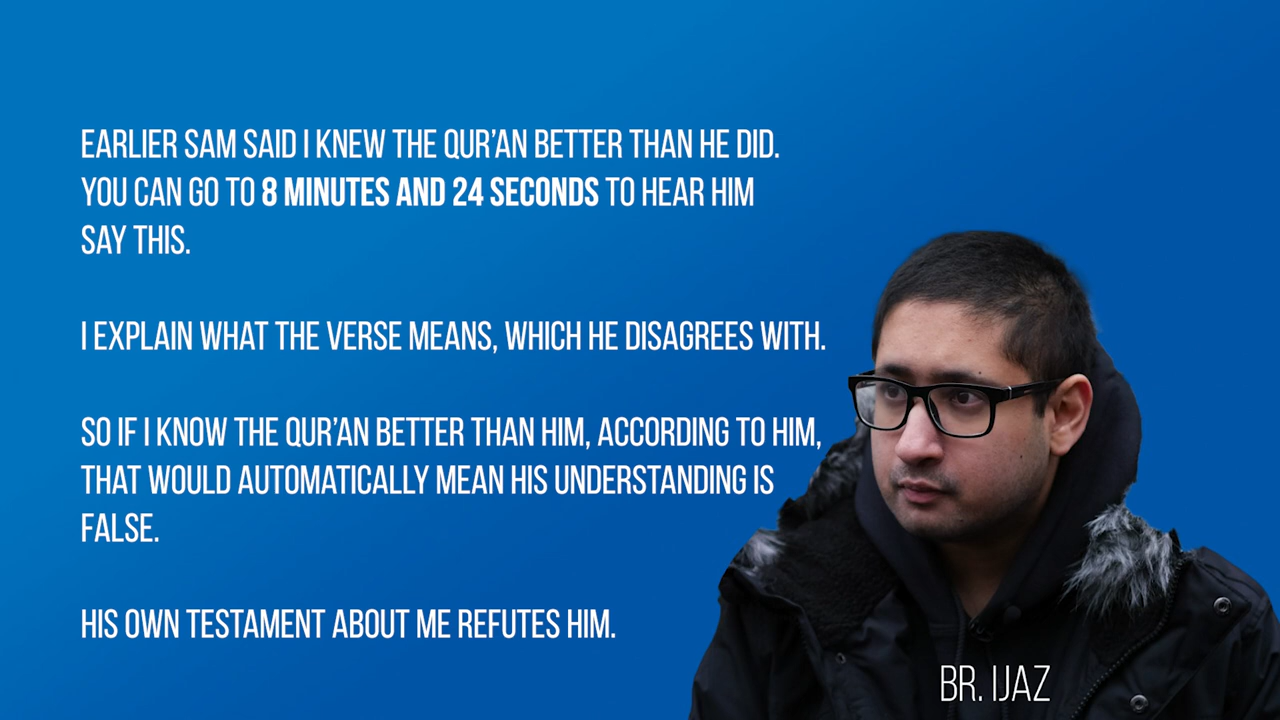 EARLIER SAM SAID I KNEW THE QUR'AN BETTER THAN HE DID.
YOU CAN GO TO 8 MINUTES AND 24 SECONDS TO HEAR HIM
SAY THIS.
I EXPLAIN WHAT THE VERSE MEANS, WHICH HE DISAGREES WITH.
SO IF I KNOW THE QUR'AN BETTER THAN HIM, ACCORDING TO HIM,
THAT WOULD AUTOMATICALLY MEAN HIS UNDERSTANDING IS
FALSE.
HIS OWN TESTAMENT ABOUT ME REFUTES HIM.
BR. IJAZ